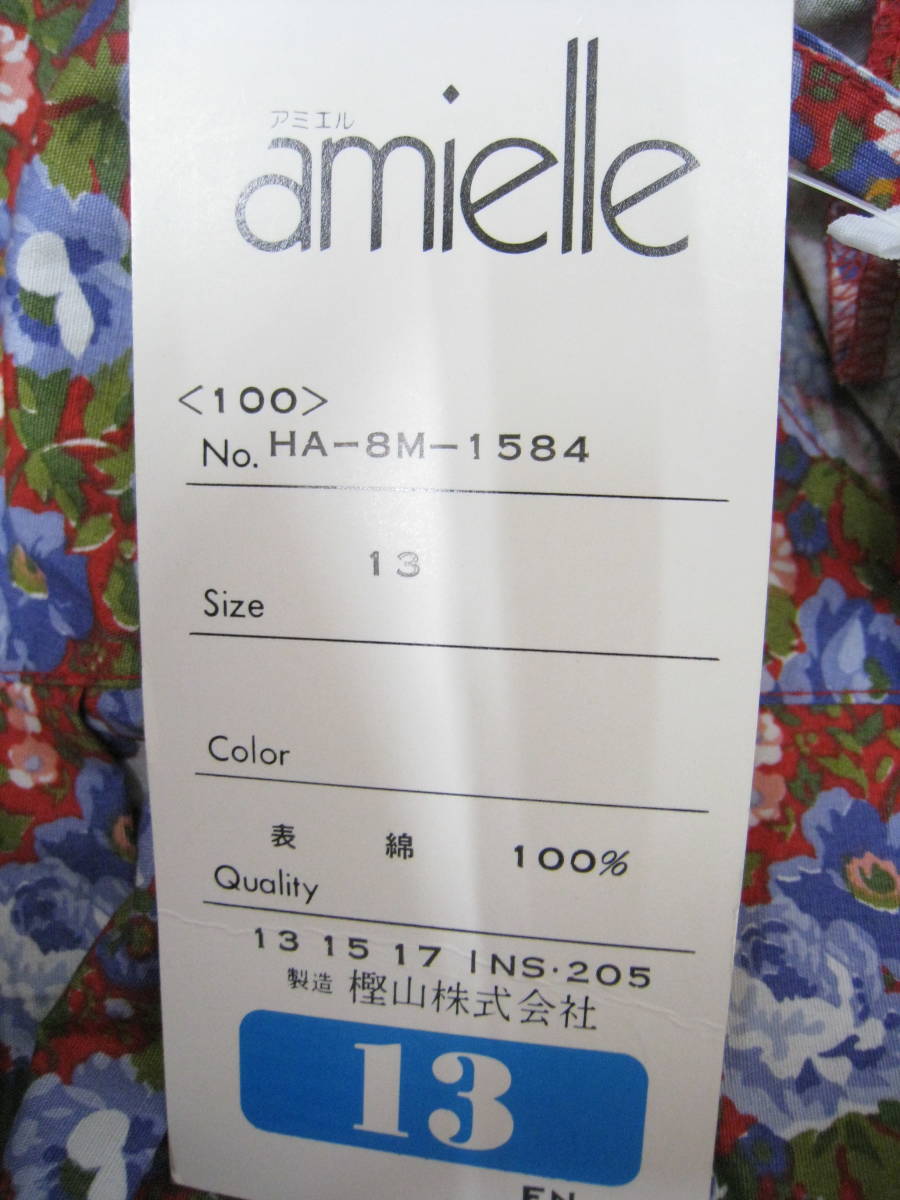 アミエル
amielle
<100>
No. HA-8M-1584
Size 13
Color
表 綿 100%
Quality
13 15 17 INS·205
製造 樫山株式会社
13